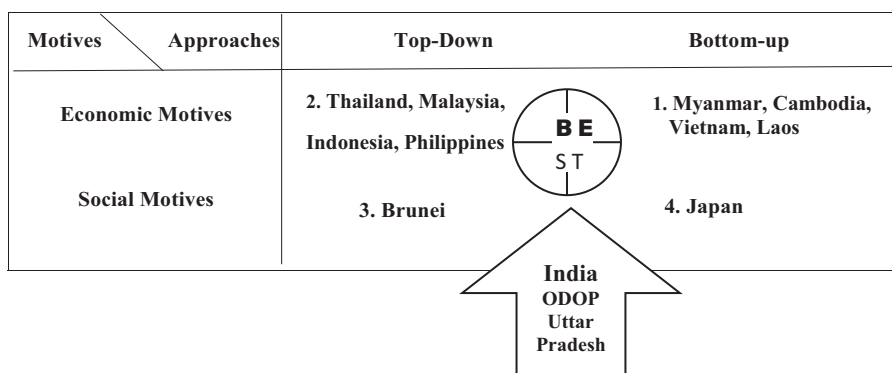 Motives Approaches Top-Down Bottom-up
Economic Motives
2. Thailand, Malaysia,
Indonesia, Philippines
B E
S T
1. Myanmar, Cambodia,
Vietnam, Laos
Social Motives
3. Brunei
4. Japan
India
ODOP
Uttar
Pradesh